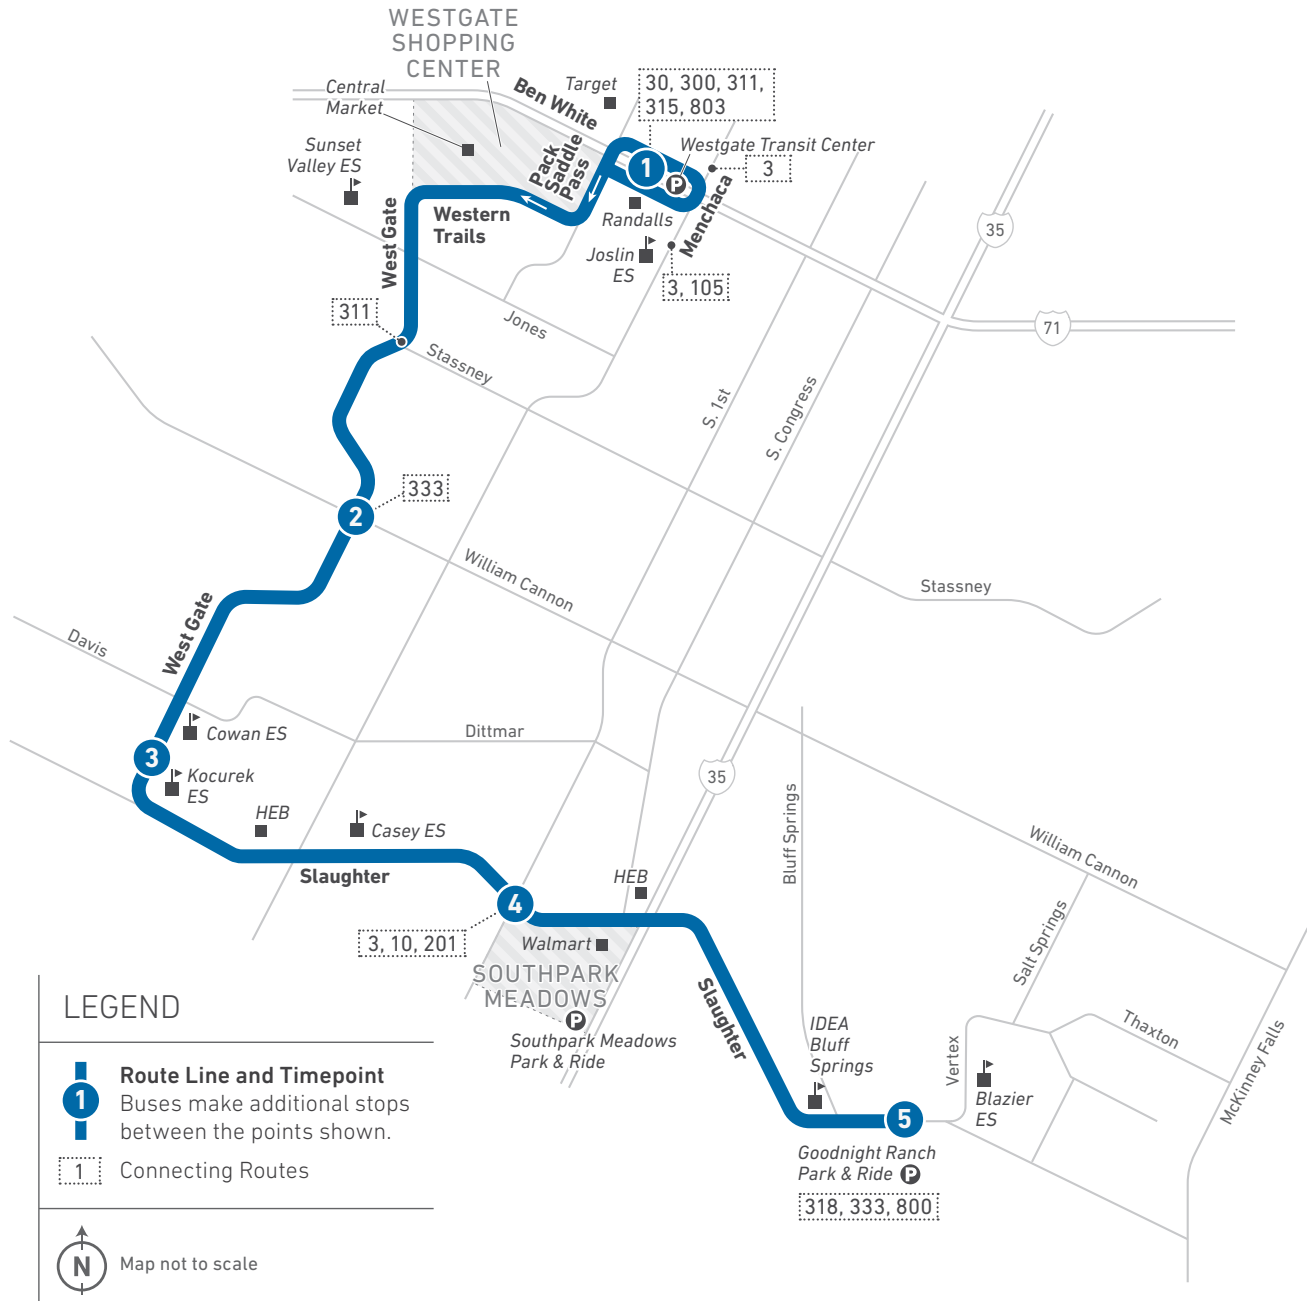 WESTGATE
SHOPPING
CENTER
Central
Market
Ben White
Target
30, 300, 311,
315, 803
Westgate Transit Center
Sunset
Valley ES
Pack
Saddle
Pass
1
P
3
Menchaca
Randalls
Western
Trails
West Gate
Joslin
ES
3, 105
35
311
Jones
71
Stassney
S. 1st
S. Congress
333
2
William Cannon
Stassney
West Gate
Davis
Cowan ES
Dittmar
3
Kocurek
ES
35
HEB
Casey ES
Bluff Springs
William Cannon
Slaughter
HEB
4
3, 10, 201
Walmart
SOUTHPARK
MEADOWS
P
Southpark Meadows
Park & Ride
Slaughter
Salt Springs
IDEA
Bluff
Springs
Vertex
Thaxton
McKinney Falls
Blazier
ES
5
Goodnight Ranch
Park & Ride P
318, 333, 800
LEGEND
1
Route Line and Timepoint
Buses make additional stops
between the points shown.
1 Connecting Routes
N
Map not to scale